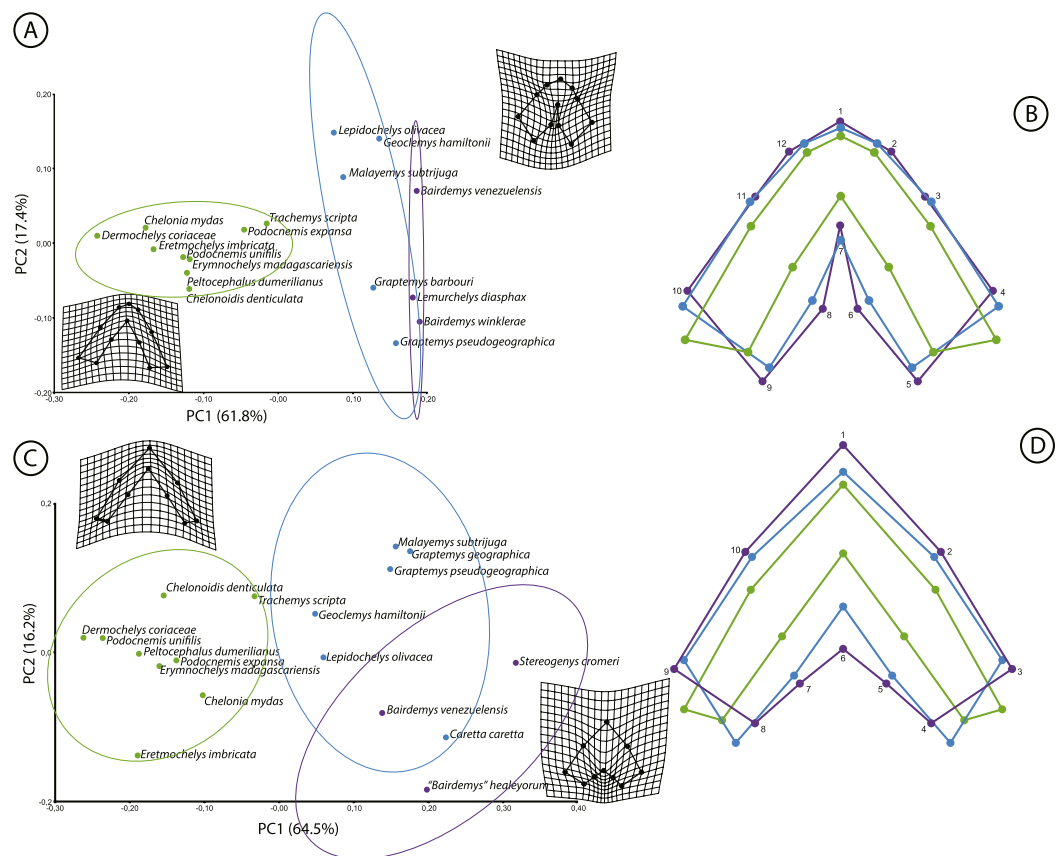 A
B
0,20
0,10
0,00
-0,10
-0,20
PC2 (17.4%)
-0,30
-0,20
-0,10
-0,00
0,10
0,20
PC1 (61.8%)
Lepidochelys olivacea
Geoclemys hamiltonii
Malayemys subtrijuga
Bairdemys venezuelensis
Trachemys scripta
Chelonia mydas
Podocnemis expansa
Dermochelys coriaceae
Eretmochelys imbricata
Podocnemis unifilis
Erymnochelys madagascariensis
Peltocephalus dumerilianus
Chelonoidis denticulata
Graptemys barbouri
Lemurchelys diasphax
Bairdemys winklerae
Graptemys pseudogeographica
1
2
3
4
5
6
7
8
9
10
11
12
C
D
0,2
0,0
-0,2
PC2 (16.2%)
-0,30
-0,20
-0,10
0,00
0,10
0,20
0,30
0,40
PC1 (64.5%)
Malayemys subtrijuga
Graptemys geographica
Graptemys pseudogeographica
Chelonoidis denticulata
Trachemys scripta
Geoclemys hamiltonii
Dermochelys coriacea
Podocnemis unifilis
Peltocephalus dumerilianus
Podocnemis expansa
Erymnochelys madagascariensis
Lepidochelys olivacea
Stereogenys cromeri
Chelonia mydas
Bairdemys venezuelensis
Caretta caretta
Eretmochelys imbricata
"Bairdemys" healeyorum
1
2
3
4
5
6
7
8
9
10